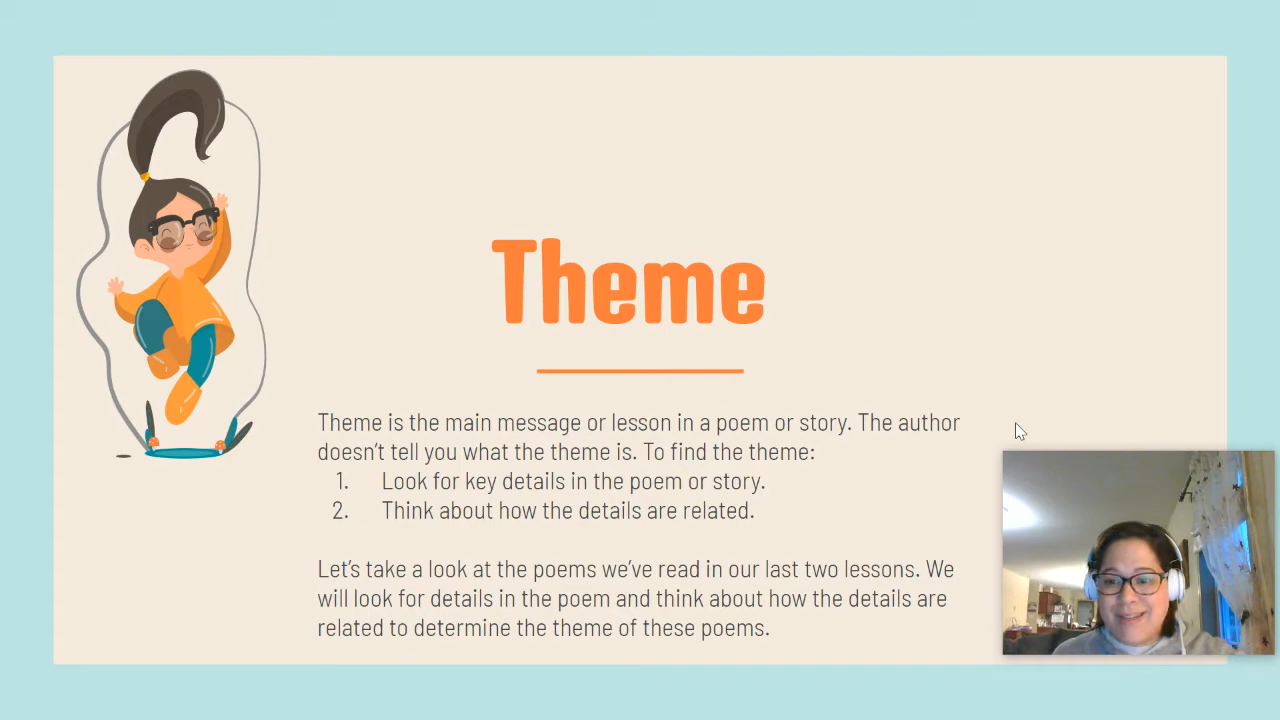 Theme
Theme is the main message or lesson in a poem or story. The author
doesn't tell you what the theme is. To find the theme:
1. Look for key details in the poem or story.
2. Think about how the details are related.
Let's take a look at the poems we've read in our last two lessons. We
will look for details in the poem and think about how the details are
related to determine the theme of these poems.